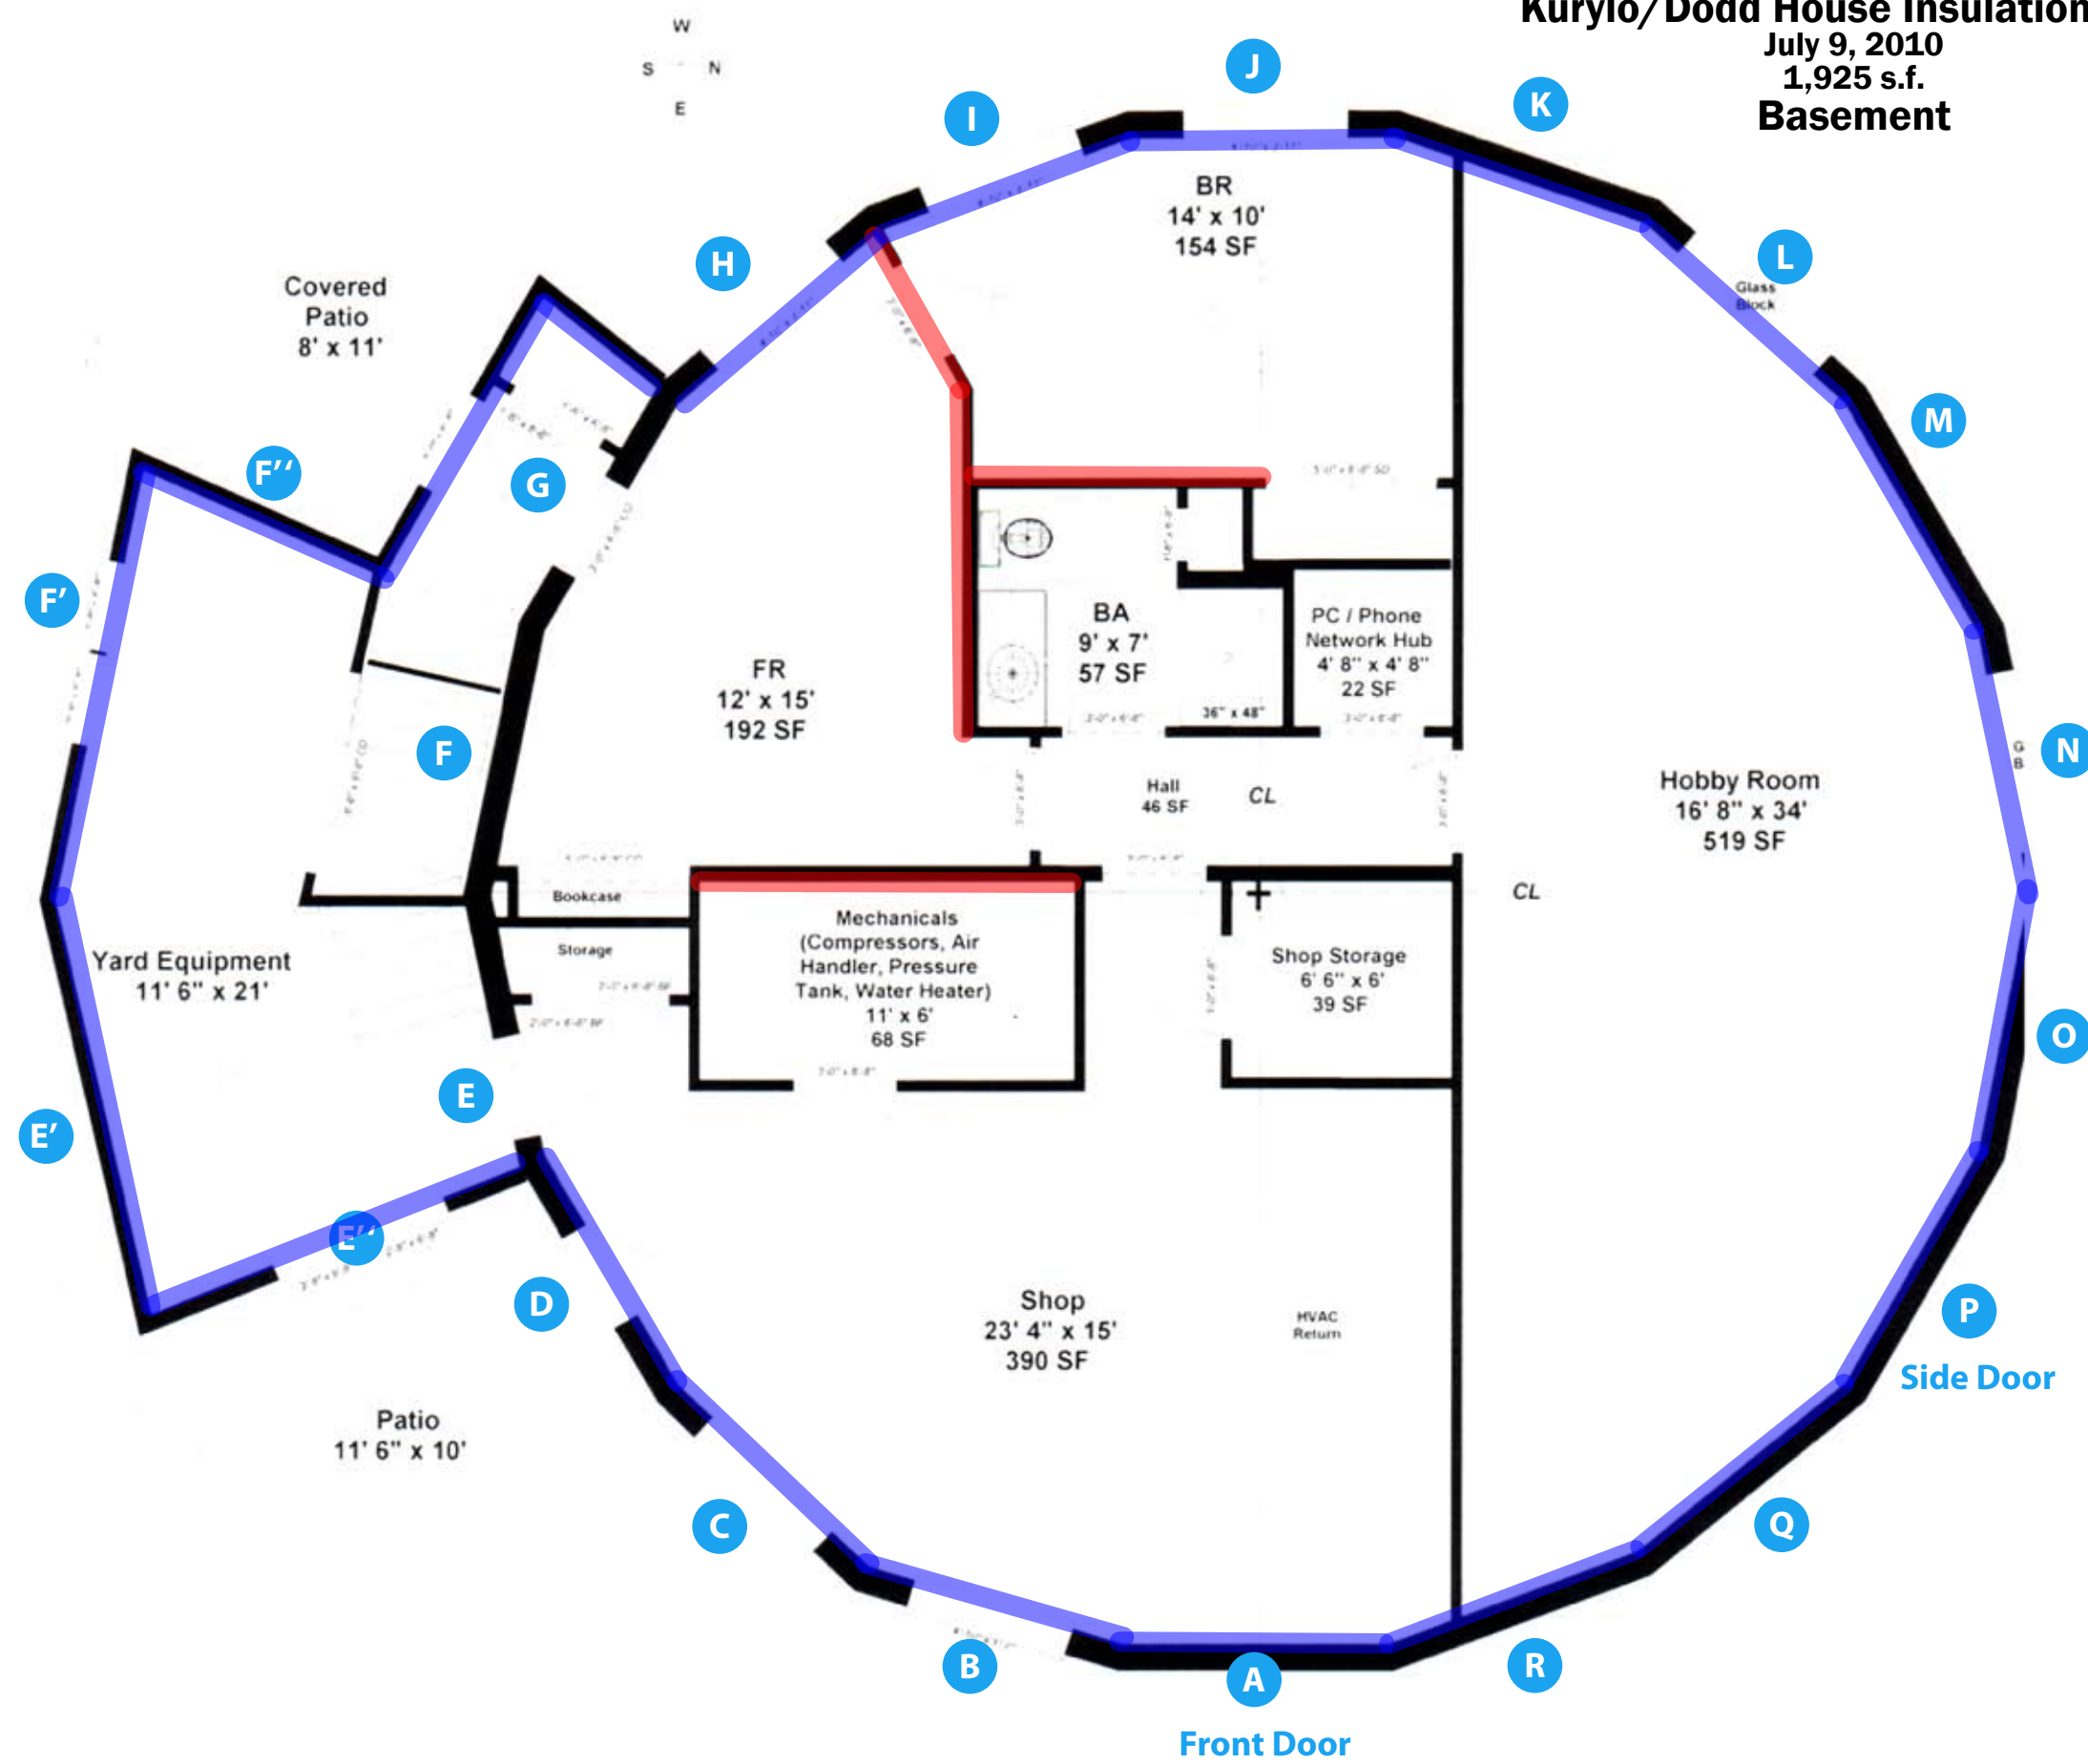 Kurylo/Dodd House Insulation
July 9, 2010
1,925 s.f.
Basement
W
S N
E
J
K
I
H
L
Glass
Block
BR
14' x 10'
154 SF
Covered
Patio
8' x 11'
M
G
F''
F'
F
FR
12' x 15'
192 SF
BA
9' x 7'
57 SF
PC / Phone
Network Hub
4' 8" x 4' 8"
22 SF
36" x 48"
G
B
N
Hobby Room
16' 8" x 34'
519 SF
Hall
46 SF
CL
CL
Bookcase
Storage
Mechanicals
(Compressors, Air
Handler, Pressure
Tank, Water Heater)
11' x 6'
68 SF
Shop Storage
6' 6" x 6'
39 SF
Yard Equipment
11' 6" x 21'
O
E
E'
E''
D
Shop
23' 4" x 15'
390 SF
HVAC
Return
P
Side Door
Patio
11' 6" x 10'
C
Q
B
A
R
Front Door